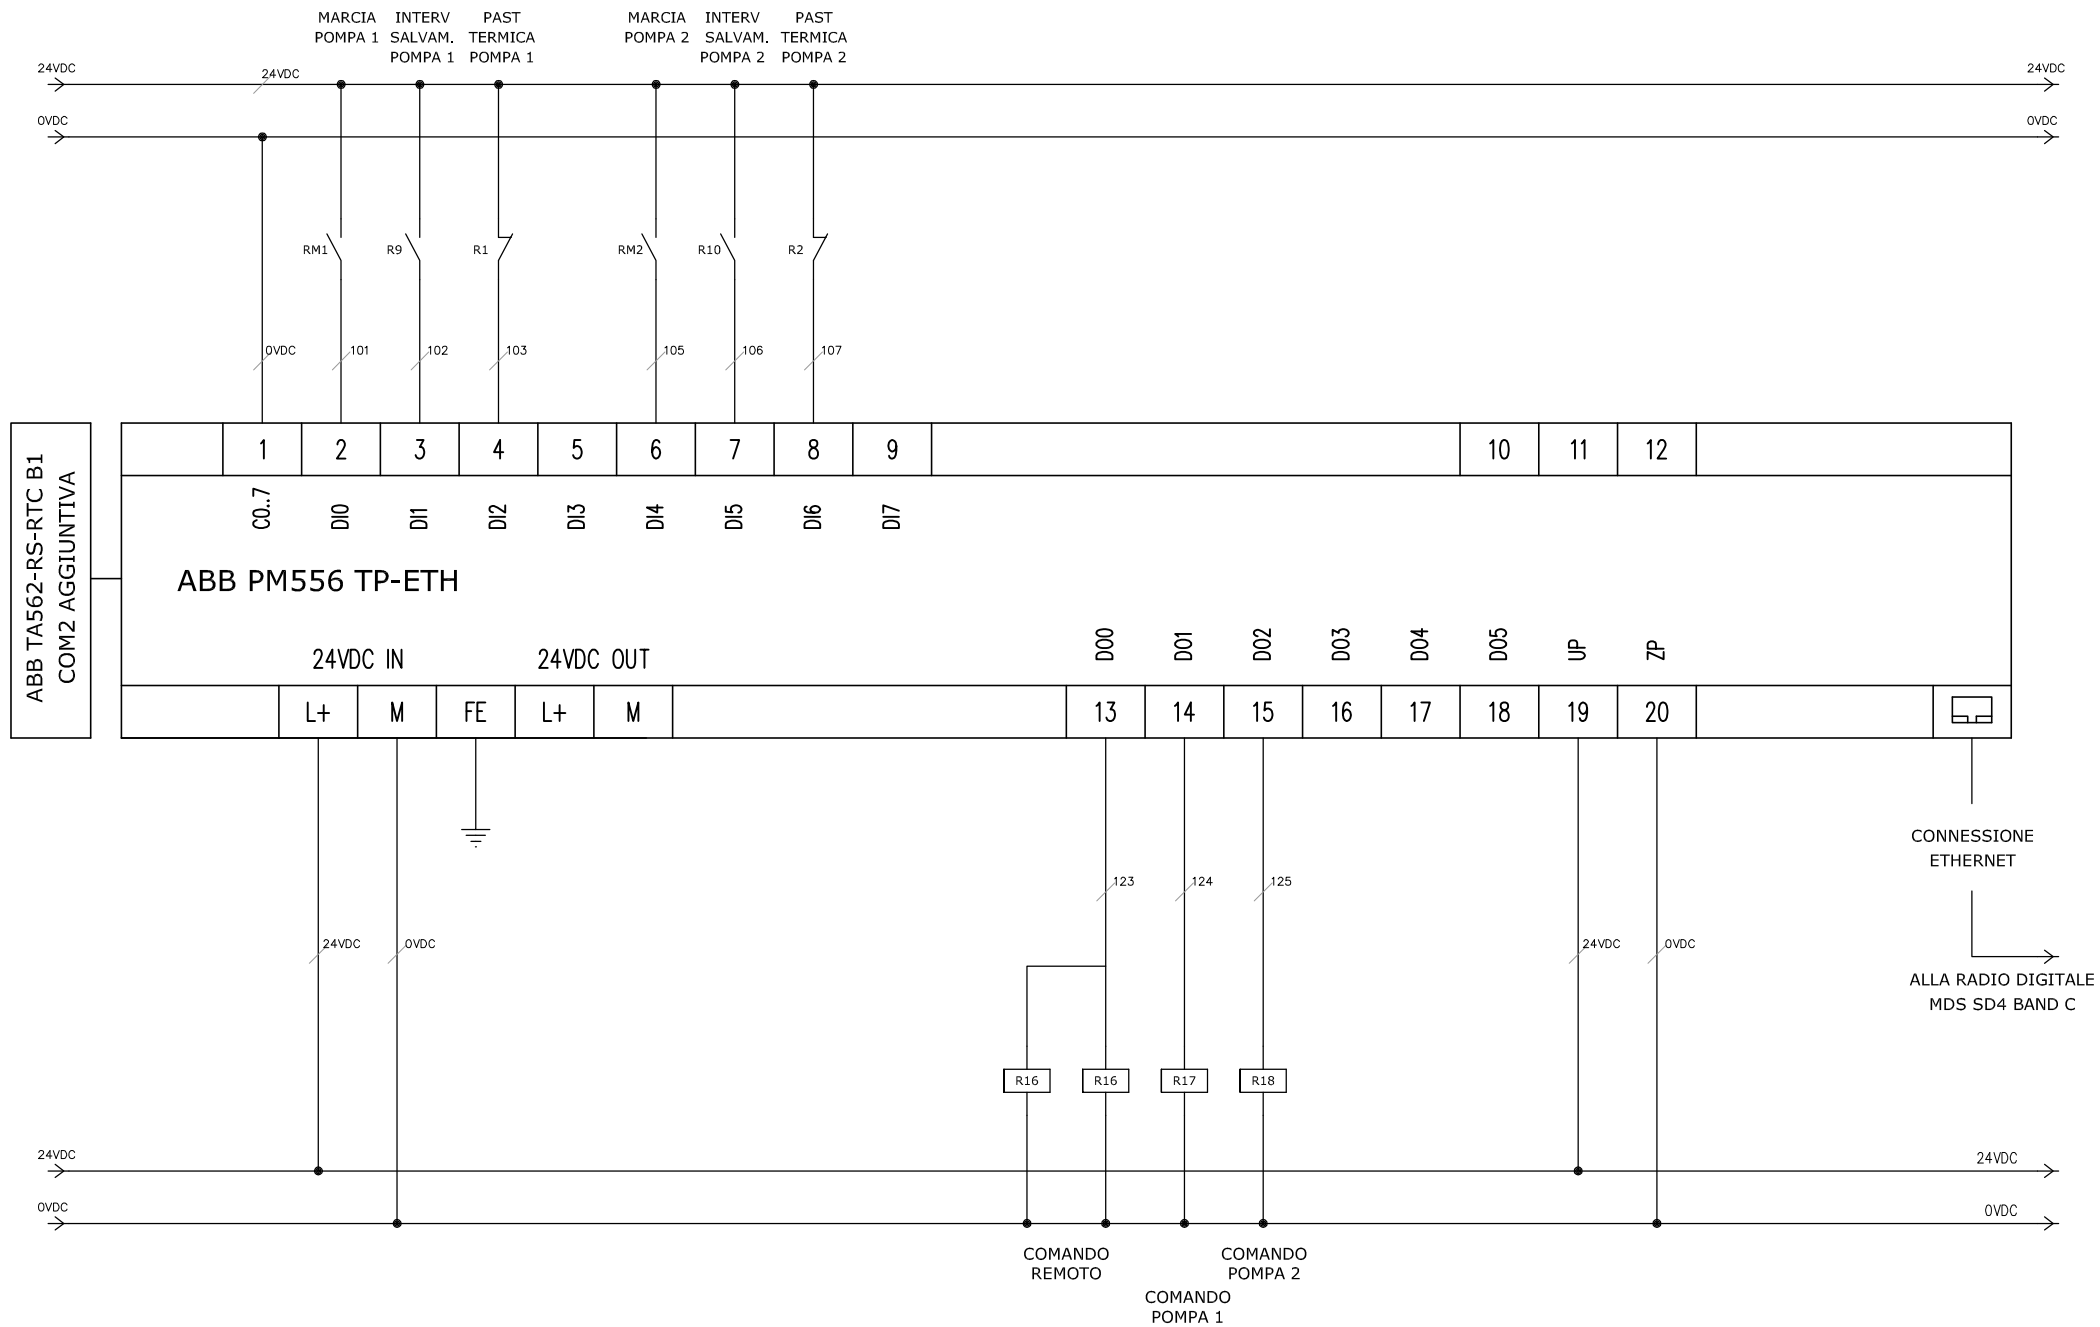 MARCIA
POMPA 1
INTERV
SALVAM.
POMPA 1
PAST
TERMICA
POMPA 1
MARCIA
POMPA 2
INTERV
SALVAM.
POMPA 2
PAST
TERMICA
POMPA 2
24VDC
24VDC
24VDC
0VDC
0VDC
RM1
R9
R1
RM2
R10
R2
0VDC
101
102
103
105
106
107
ABB TA562-RS-RTC B1
COM2 AGGIUNTIVA
1
2
3
4
5
6
7
8
9
10
11
12
C0..7
DI0
DI1
DI2
DI3
DI4
DI5
DI6
DI7
ABB PM556 TP-ETH
24VDC IN
24VDC OUT
DO0
DO1
DO2
DO3
DO4
DO5
UP
ZP
L+
M
FE
L+
M
13
14
15
16
17
18
19
20
CONNESSIONE
ETHERNET
123
124
125
24VDC
0VDC
24VDC
0VDC
ALLA RADIO DIGITALE
MDS SD4 BAND C
R16
R16
R17
R18
24VDC
24VDC
0VDC
0VDC
COMANDO
REMOTO
COMANDO
POMPA 2
COMANDO
POMPA 1